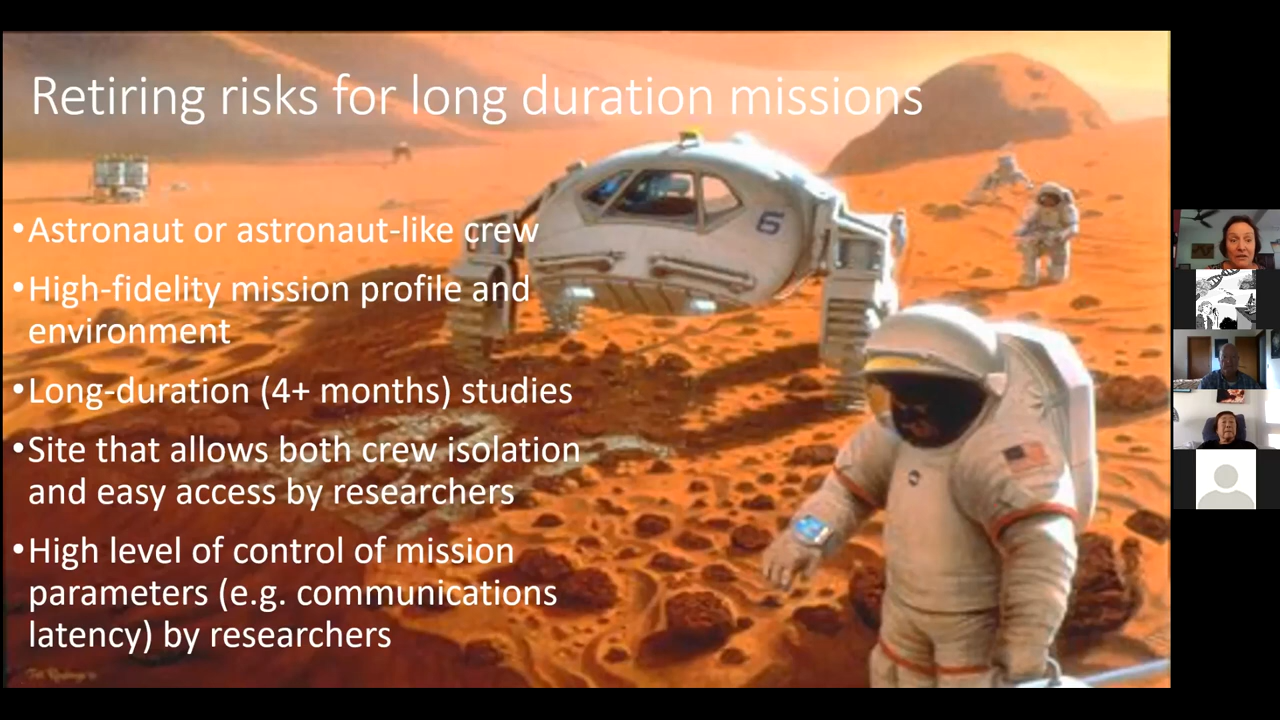 Retiring risks for long duration missions
•Astronaut or astronaut-like crew
•High-fidelity mission profile and
environment
•Long-duration (4+ months) studies
•Site that allows both crew isolation
and easy access by researchers
•High level of control of mission
parameters (e.g. communications
latency) by researchers
6